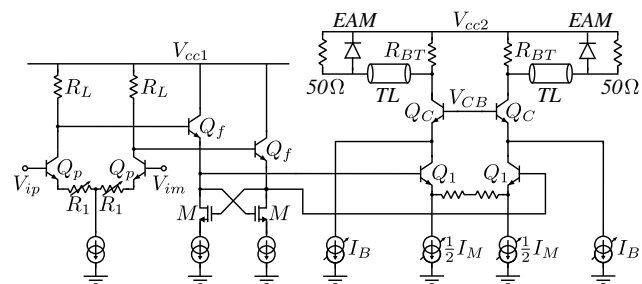 EAM V_cc2 EAM
V_cc1 R_BT R_BT
50Ω TL TL 50Ω
R_L R_L V_CB
Q_C Q_C
Q_f
Q_f
Q_p Q_p Q_1 Q_1
V_ip R_1 R_1 V_im
M M
I_B ½I_M ½I_M I_B